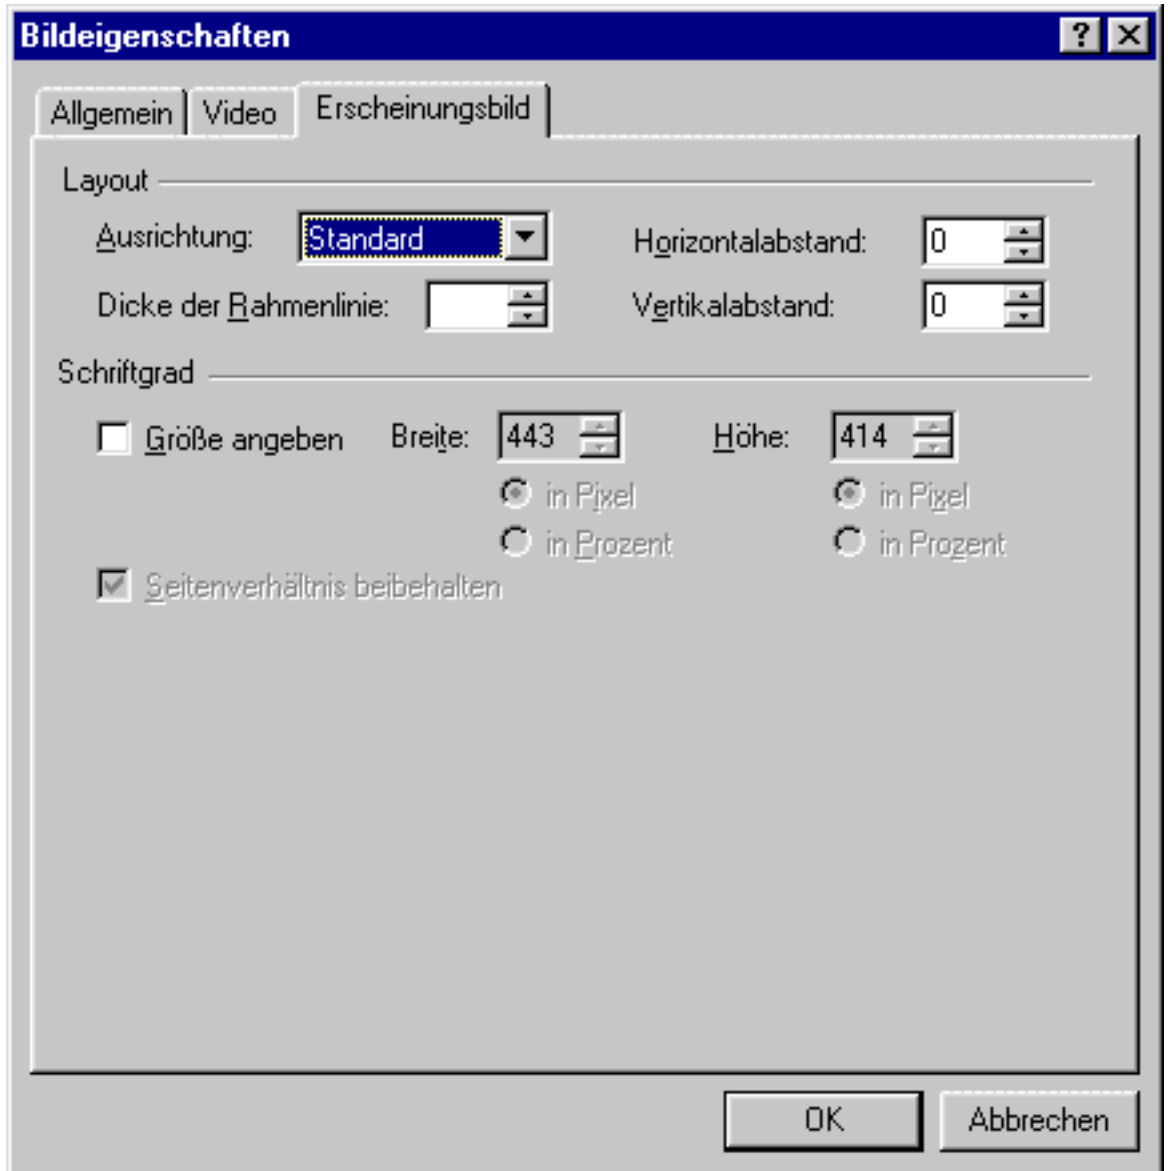 Bildeigenschaften
Allgemein Video Erscheinungsbild
Layout
Ausrichtung: Standard Horizontalabstand: 0
Dicke der Rahmenlinie: Vertikalabstand: 0
Schriftgrad
Größe angeben Breite: 443 Höhe: 414
in Pixel in Pixel
in Prozent in Prozent
Seitenverhältnis beibehalten
OK Abbrechen